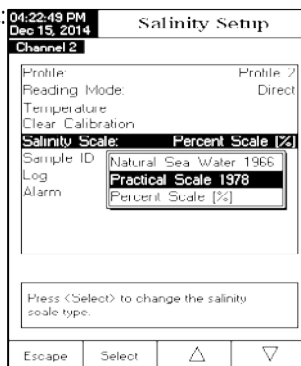 04:22:49 PM
Dec 15, 2014
Salinity Setup
Channel 2
Profile: Profile 2
Reading Mode: Direct
Temperature
Clear Calibration
Salinity Scale: Percent Scale [%]
Sample ID
Log
Alarm
Natural Sea Water 1966
Practical Scale 1978
Percent Scale [%]
Press <Select> to change the salinity
scale type.
Escape Select